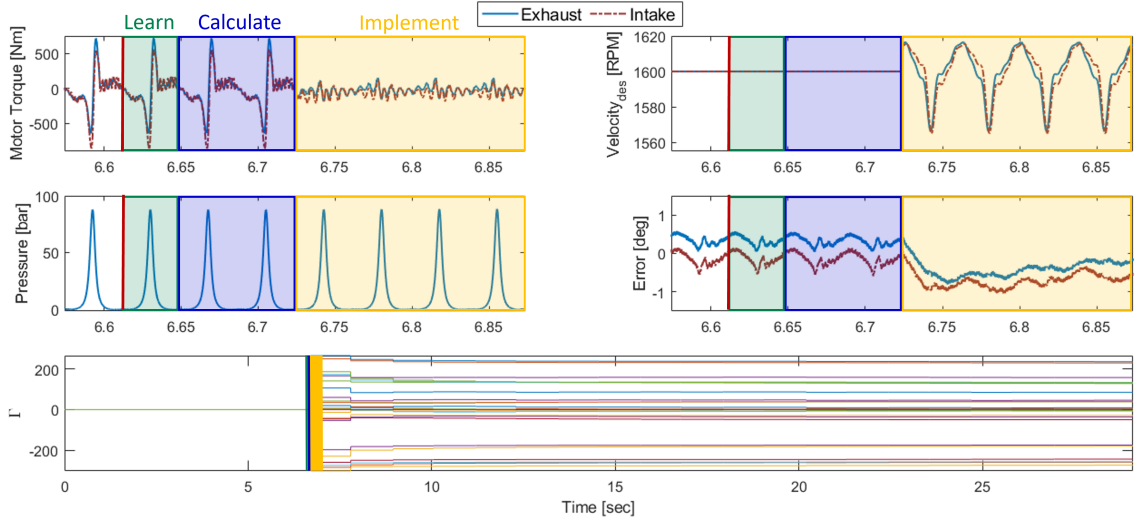 Exhaust Intake
Learn Calculate Implement
Motor Torque [Nm]
500
0
-500
6.6 6.65 6.7 6.75 6.8 6.85
Velocity_des [RPM]
1620
1600
1580
1560
6.6 6.65 6.7 6.75 6.8 6.85
Pressure [bar]
100
50
0
6.6 6.65 6.7 6.75 6.8 6.85
Error [deg]
1
0
-1
6.6 6.65 6.7 6.75 6.8 6.85
Γ
200
0
-200
0 5 10 15 20 25
Time [sec]